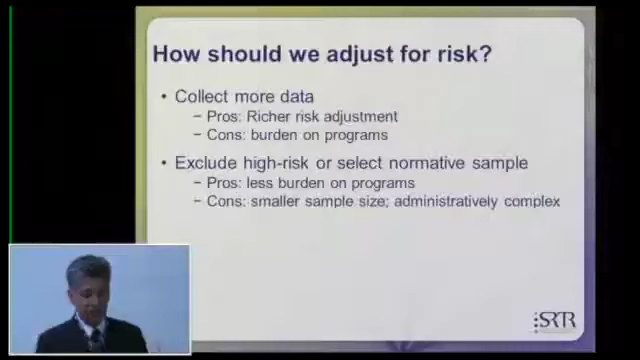 How should we adjust for risk?
• Collect more data
– Pros: Richer risk adjustment
– Cons: burden on programs
• Exclude high-risk or select normative sample
– Pros: less burden on programs
– Cons: smaller sample size; administratively complex
SRTR